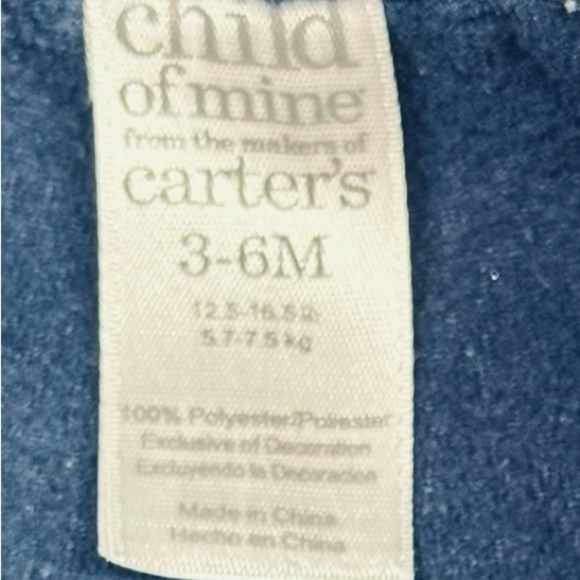 child
of mine
from the makers of
carter's
3-6M
12.5-16.5 lb
5.7-7.5 kg
100% Polyester/Poliester
Exclusive of Decoration
Excluyendo la Decoracion
Made in China
Hecho en China